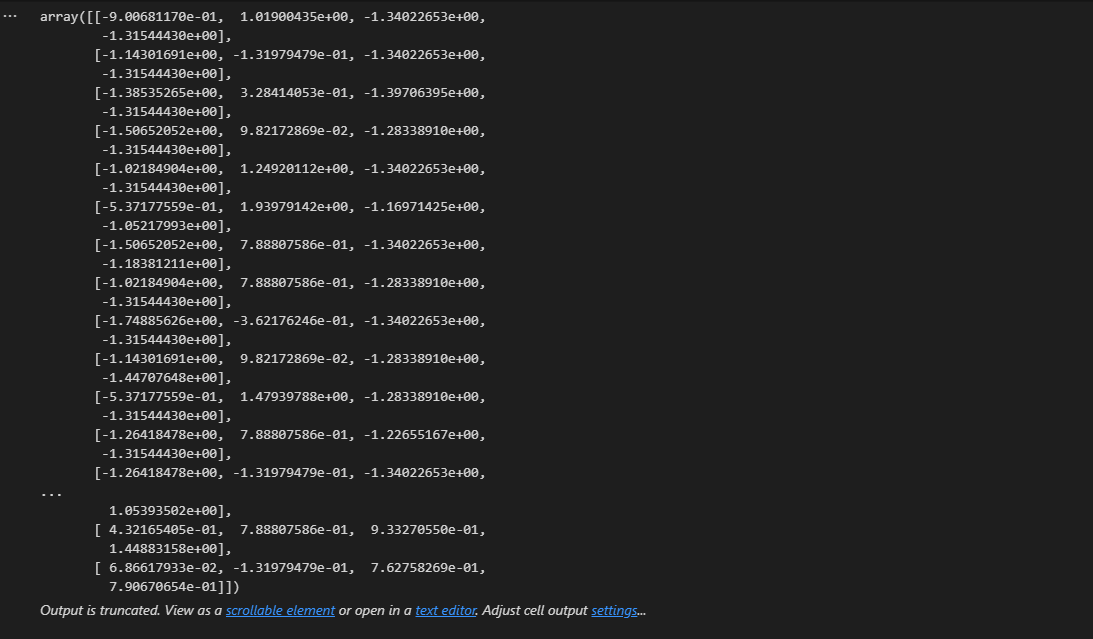 ...
array([[-9.00681170e-01,  1.01900435e+00, -1.34022653e+00,
        -1.31544430e+00],
       [-1.14301691e+00, -1.31979479e-01, -1.34022653e+00,
        -1.31544430e+00],
       [-1.38535265e+00,  3.28414053e-01, -1.39706395e+00,
        -1.31544430e+00],
       [-1.50652052e+00,  9.82172869e-02, -1.28338910e+00,
        -1.31544430e+00],
       [-1.02184904e+00,  1.24920112e+00, -1.34022653e+00,
        -1.31544430e+00],
       [-5.37177559e-01,  1.93979142e+00, -1.16971425e+00,
        -1.05217993e+00],
       [-1.50652052e+00,  7.88807586e-01, -1.34022653e+00,
        -1.18381211e+00],
       [-1.02184904e+00,  7.88807586e-01, -1.28338910e+00,
        -1.31544430e+00],
       [-1.74885626e+00, -3.62176246e-01, -1.34022653e+00,
        -1.31544430e+00],
       [-1.14301691e+00,  9.82172869e-02, -1.28338910e+00,
        -1.44707648e+00],
       [-5.37177559e-01,  1.47939788e+00, -1.28338910e+00,
        -1.31544430e+00],
       [-1.26418478e+00,  7.88807586e-01, -1.22655167e+00,
        -1.31544430e+00],
       [-1.26418478e+00, -1.31979479e-01, -1.34022653e+00,
...
         1.05393502e+00],
       [ 4.32165405e-01,  7.88807586e-01,  9.33270550e-01,
         1.44883158e+00],
       [ 6.86617933e-02, -1.31979479e-01,  7.62758269e-01,
         7.90670654e-01]])
Output is truncated. View as a scrollable element or open in a text editor. Adjust cell output settings...